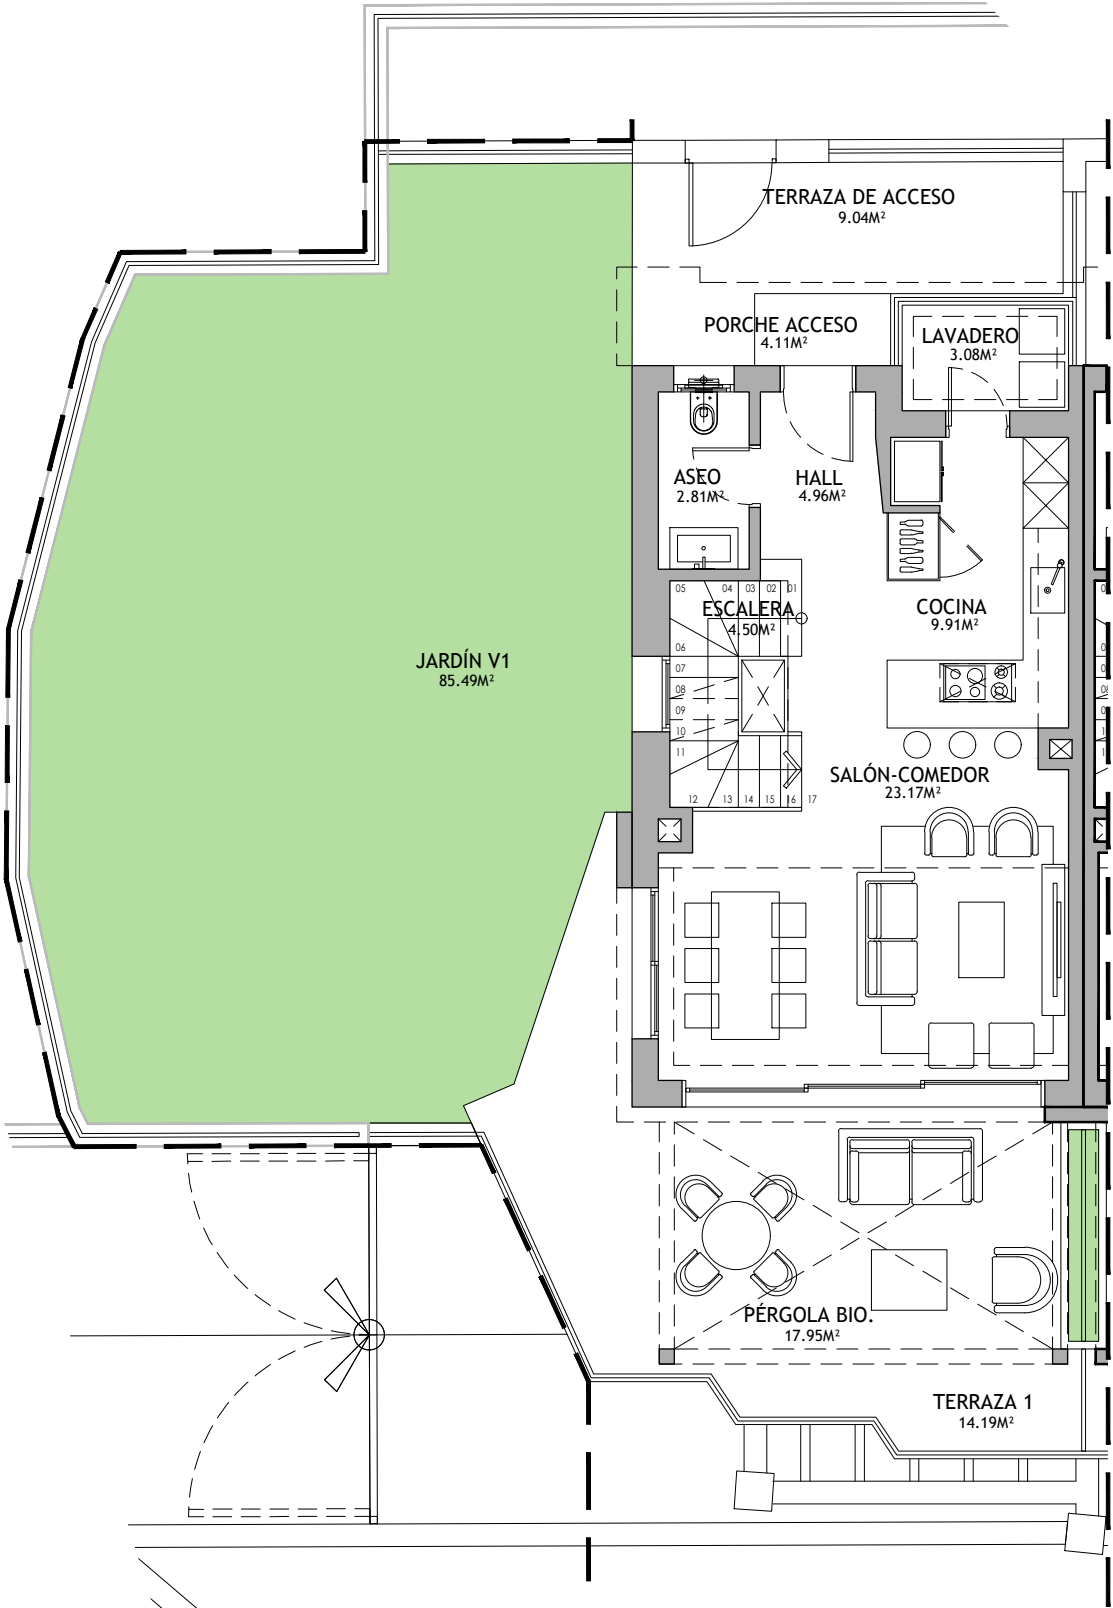 TERRAZA DE ACCESO
9.04M²
PORCHE ACCESO
4.11M²
LAVADERO
3.08M²
ASEO
2.81M²
HALL
4.96M²
05 04 03 02 01
ESCALERA
4.50M²
COCINA
9.91M²
06
07
08
09
10
11
12 13 14 15 16 17
JARDÍN V1
85.49M²
SALÓN-COMEDOR
23.17M²
PÉRGOLA BIO.
17.95M²
TERRAZA 1
14.19M²